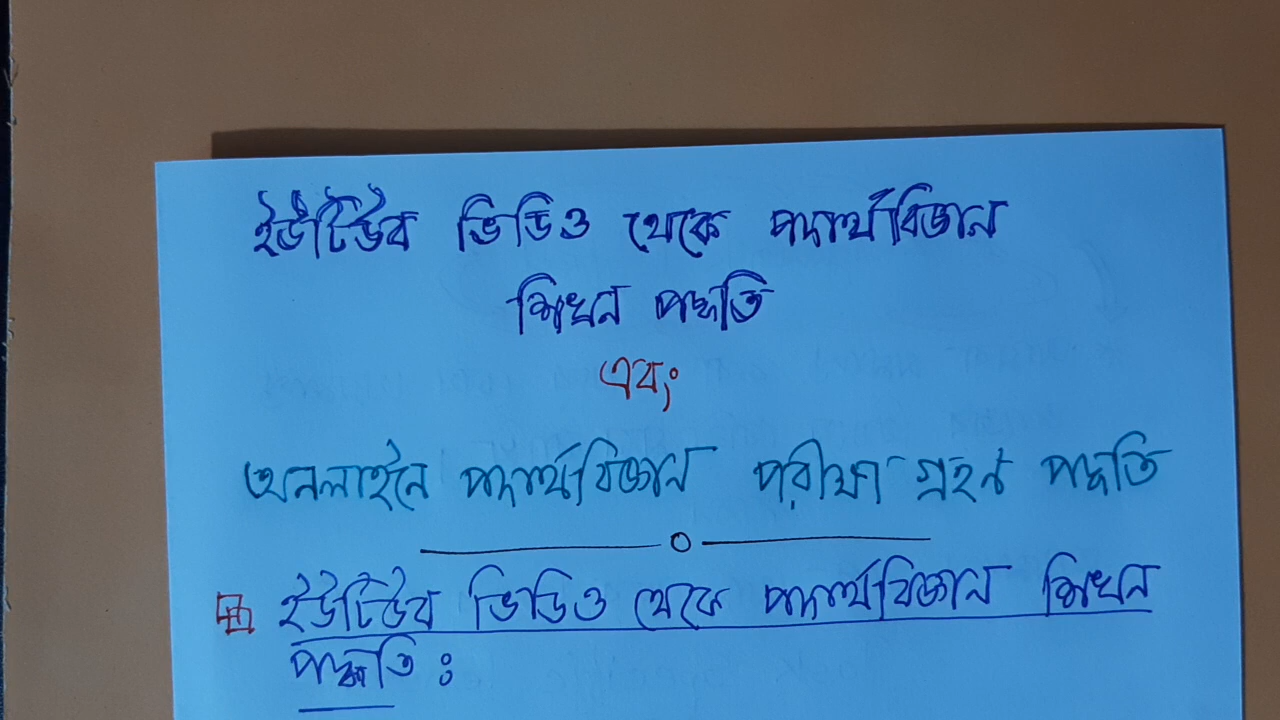 ইউটিউব ভিডিও থেকে পদার্থবিজ্ঞান
শিখন পদ্ধতি
এবং
অনলাইনে পদার্থবিজ্ঞান পরীক্ষা গ্রহণ পদ্ধতি
ইউটিউব ভিডিও থেকে পদার্থবিজ্ঞান শিখন
পদ্ধতি :